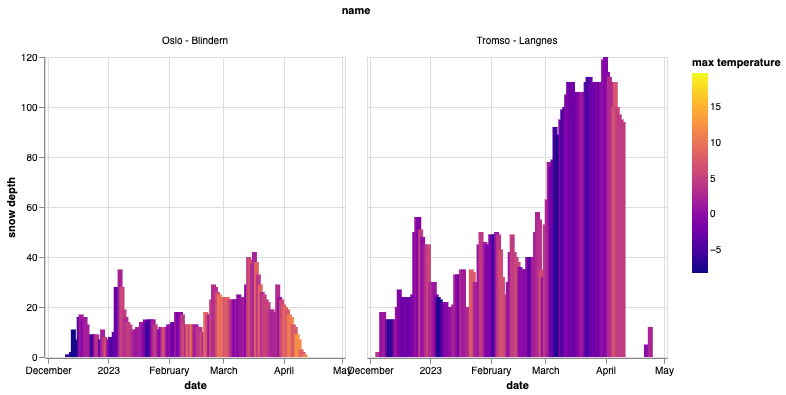 name
Oslo - Blindern
Tromso - Langnes
max temperature
15
10
5
0
−5
snow depth
120
100
80
60
40
20
0
December 2023 February March April May
December 2023 February March April May
date
date